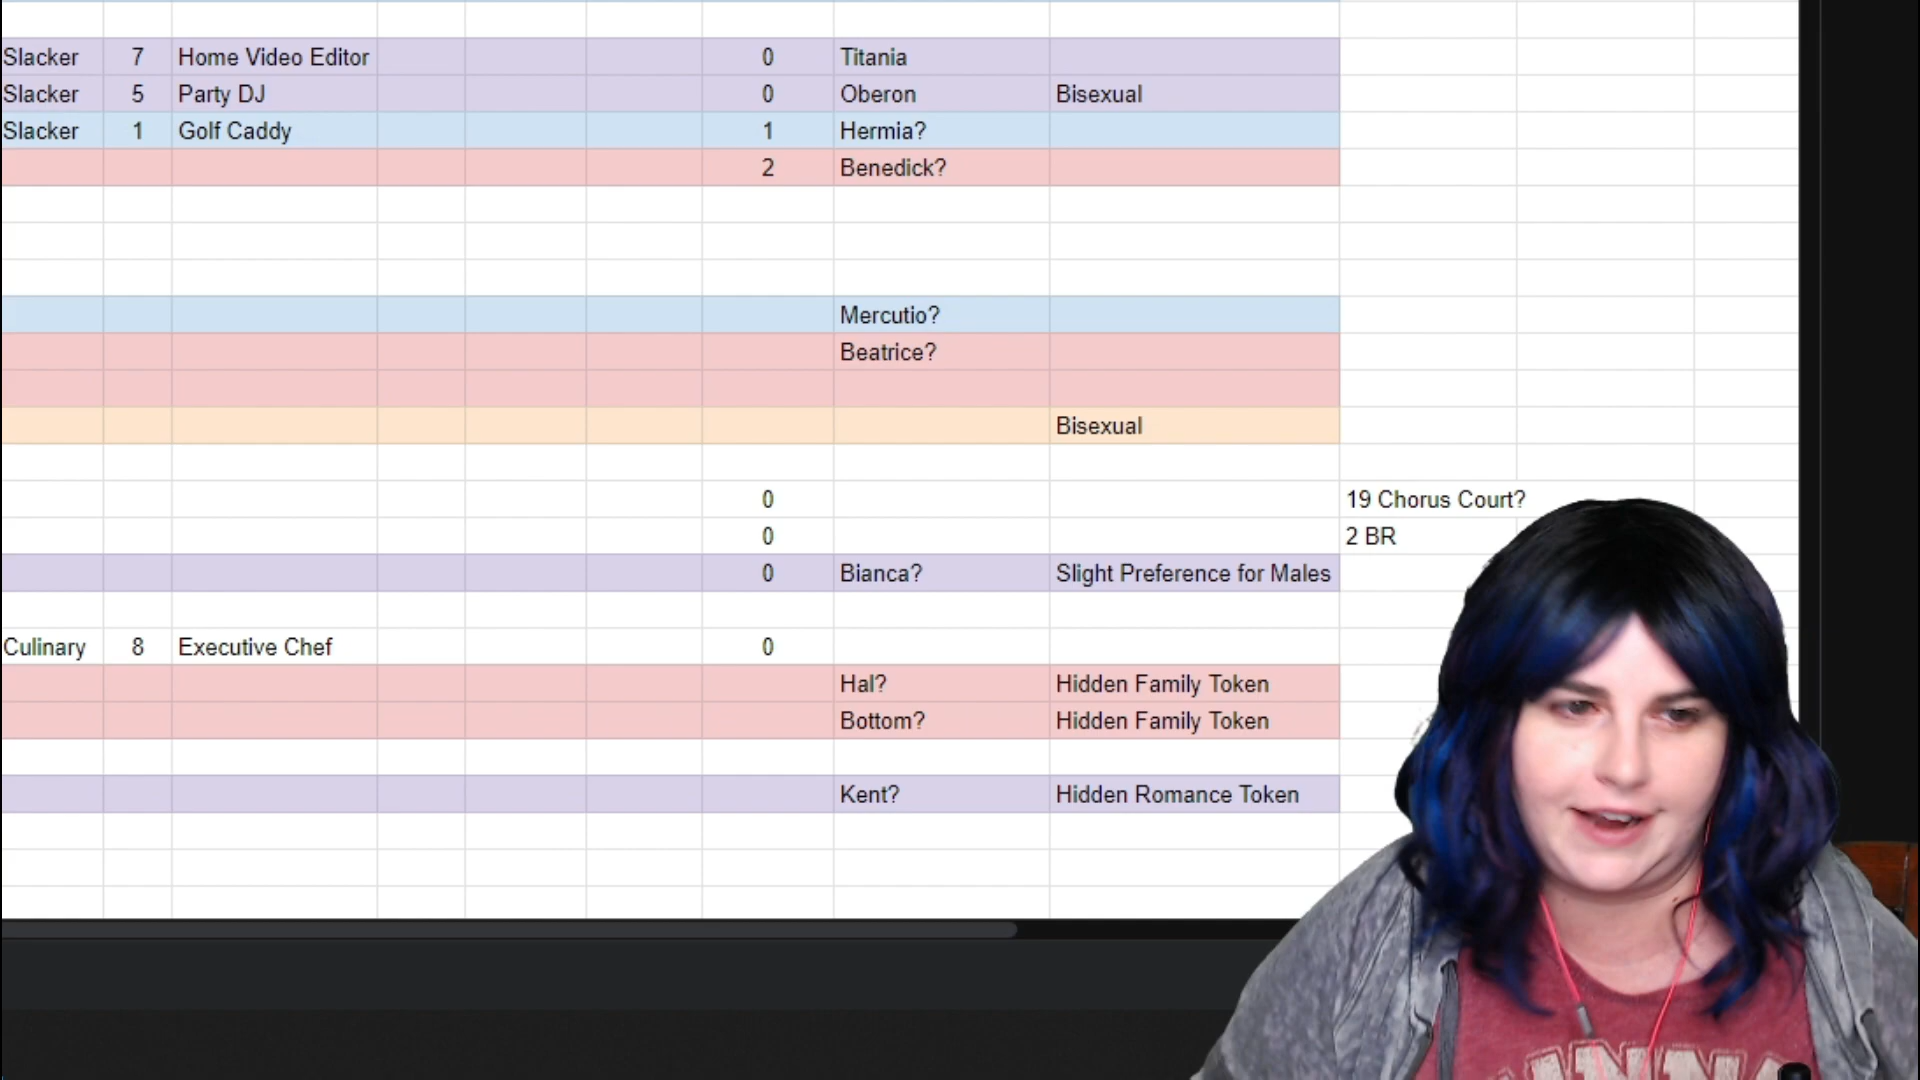 Slacker 7 Home Video Editor 0 Titania
Slacker 5 Party DJ 0 Oberon Bisexual
Slacker 1 Golf Caddy 1 Hermia?
2 Benedick?
Mercutio?
Beatrice?
Bisexual
0 19 Chorus Court?
0 2 BR
0 Bianca? Slight Preference for Males
Culinary 8 Executive Chef 0
Hal? Hidden Family Token
Bottom? Hidden Family Token
Kent? Hidden Romance Token